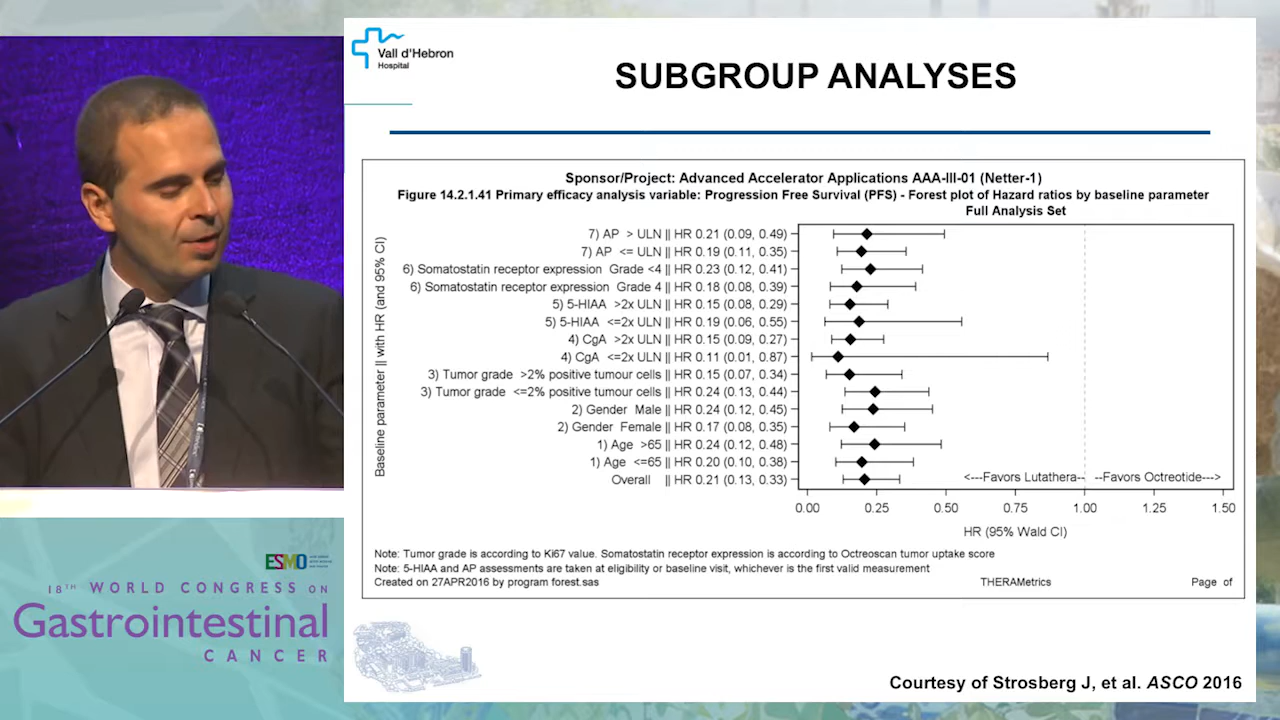 Vall d'Hebron
Hospital
SUBGROUP ANALYSES
Sponsor/Project: Advanced Accelerator Applications AAA-III-01 (Netter-1)
Figure 14.2.1.41 Primary efficacy analysis variable: Progression Free Survival (PFS) - Forest plot of Hazard ratios by baseline parameter
Full Analysis Set
Baseline parameter || with HR (and 95% CI)
7) AP > ULN || HR 0.21 (0.09, 0.49)
7) AP <= ULN || HR 0.19 (0.11, 0.35)
6) Somatostatin receptor expression Grade <4 || HR 0.23 (0.12, 0.41)
6) Somatostatin receptor expression Grade 4 || HR 0.18 (0.08, 0.39)
5) 5-HIAA >2x ULN || HR 0.15 (0.08, 0.29)
5) 5-HIAA <=2x ULN || HR 0.19 (0.06, 0.55)
4) CgA >2x ULN || HR 0.15 (0.09, 0.27)
4) CgA <=2x ULN || HR 0.11 (0.01, 0.87)
3) Tumor grade >2% positive tumour cells || HR 0.15 (0.07, 0.34)
3) Tumor grade <=2% positive tumour cells || HR 0.24 (0.13, 0.44)
2) Gender Male || HR 0.24 (0.12, 0.45)
2) Gender Female || HR 0.17 (0.08, 0.35)
1) Age >65 || HR 0.24 (0.12, 0.48)
1) Age <=65 || HR 0.20 (0.10, 0.38)
Overall || HR 0.21 (0.13, 0.33)
<---Favors Lutathera-- --Favors Octreotide--->
0.00 0.25 0.50 0.75 1.00 1.25 1.50
HR (95% Wald CI)
Note: Tumor grade is according to Ki67 value. Somatostatin receptor expression is according to Octreoscan tumor uptake score
Note: 5-HIAA and AP assessments are taken at eligibility or baseline visit, whichever is the first valid measurement
Created on 27APR2016 by program forest.sas THERAMetrics Page of
Courtesy of Strosberg J, et al. ASCO 2016
ESMO
18TH WORLD CONGRESS ON
Gastrointestinal
CANCER